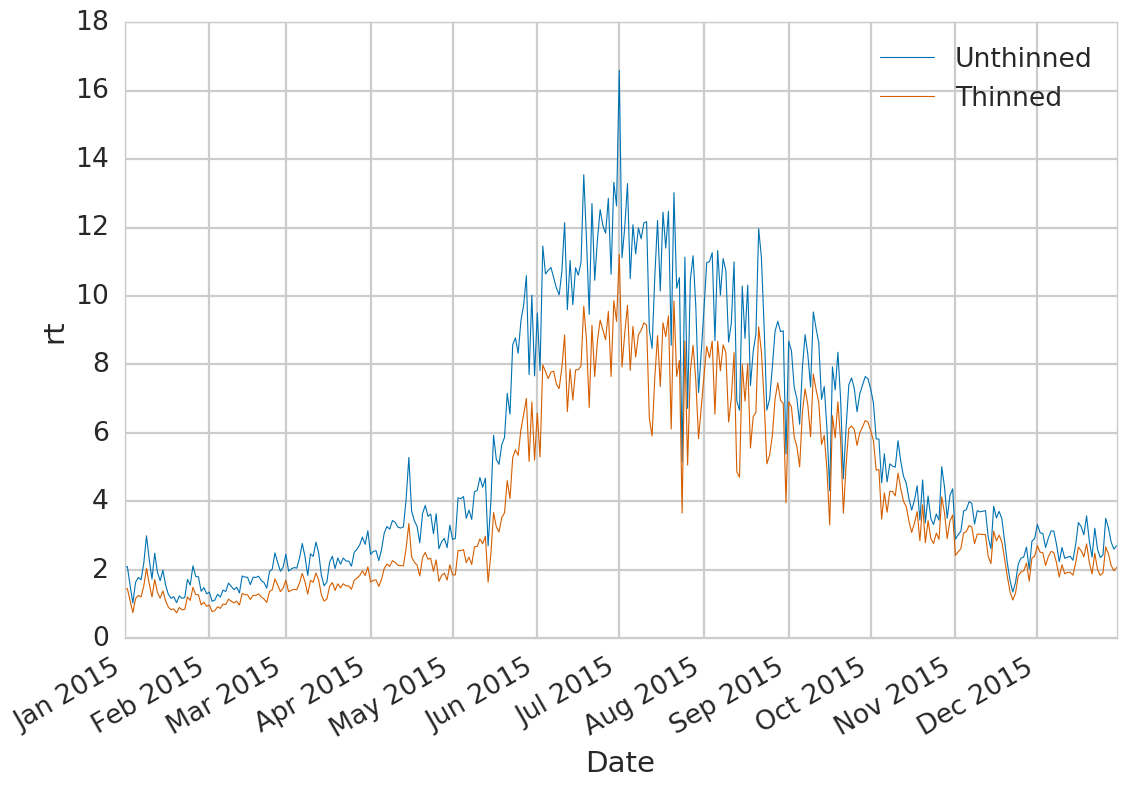 18
16
14
12
10
8
6
4
2
0
rt
Unthinned
Thinned
Jan 2015
Feb 2015
Mar 2015
Apr 2015
May 2015
Jun 2015
Jul 2015
Aug 2015
Sep 2015
Oct 2015
Nov 2015
Dec 2015
Date